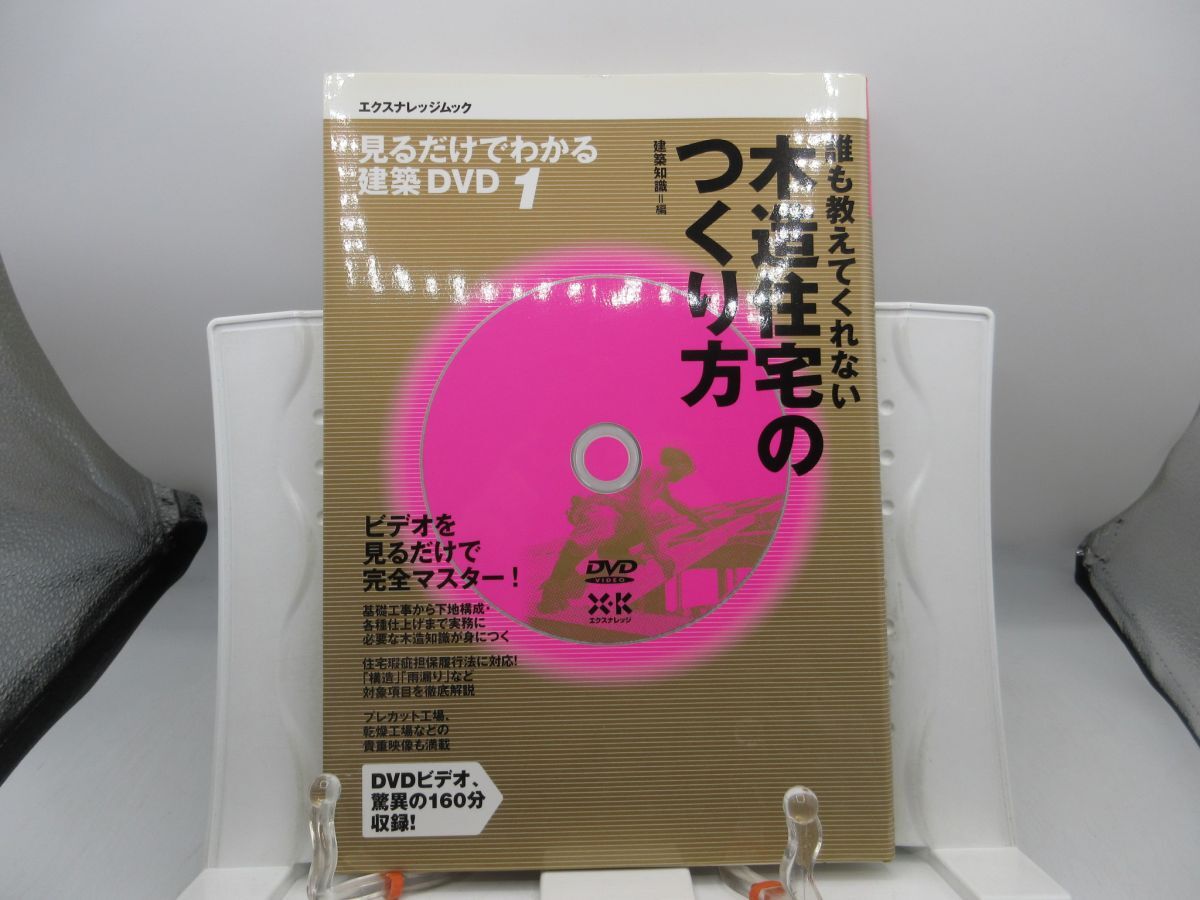 エクスナレッジムック
見るだけでわかる
建築DVD 1
誰も教えてくれない
木造住宅の
つくり方
建築知識＝編
ビデオを
見るだけで
完全マスター！
基礎工事から下地構成・
各種仕上げまで実務に
必要な木造知識が身につく
住宅瑕疵担保履行法に対応！
「構造」「雨漏り」など
対象項目を徹底解説
プレカット工場、
乾燥工場などの
貴重映像も満載
DVDビデオ、
驚異の160分
収録！
DVD
VIDEO
X-K
エクスナレッジ